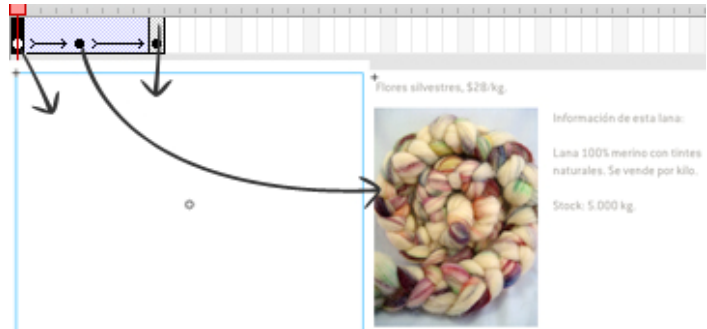 Flores silvestres, $28/kg.
Información de esta lana:
Lana 100% merino con tintes
naturales. Se vende por kilo.
Stock: 5.000 kg.